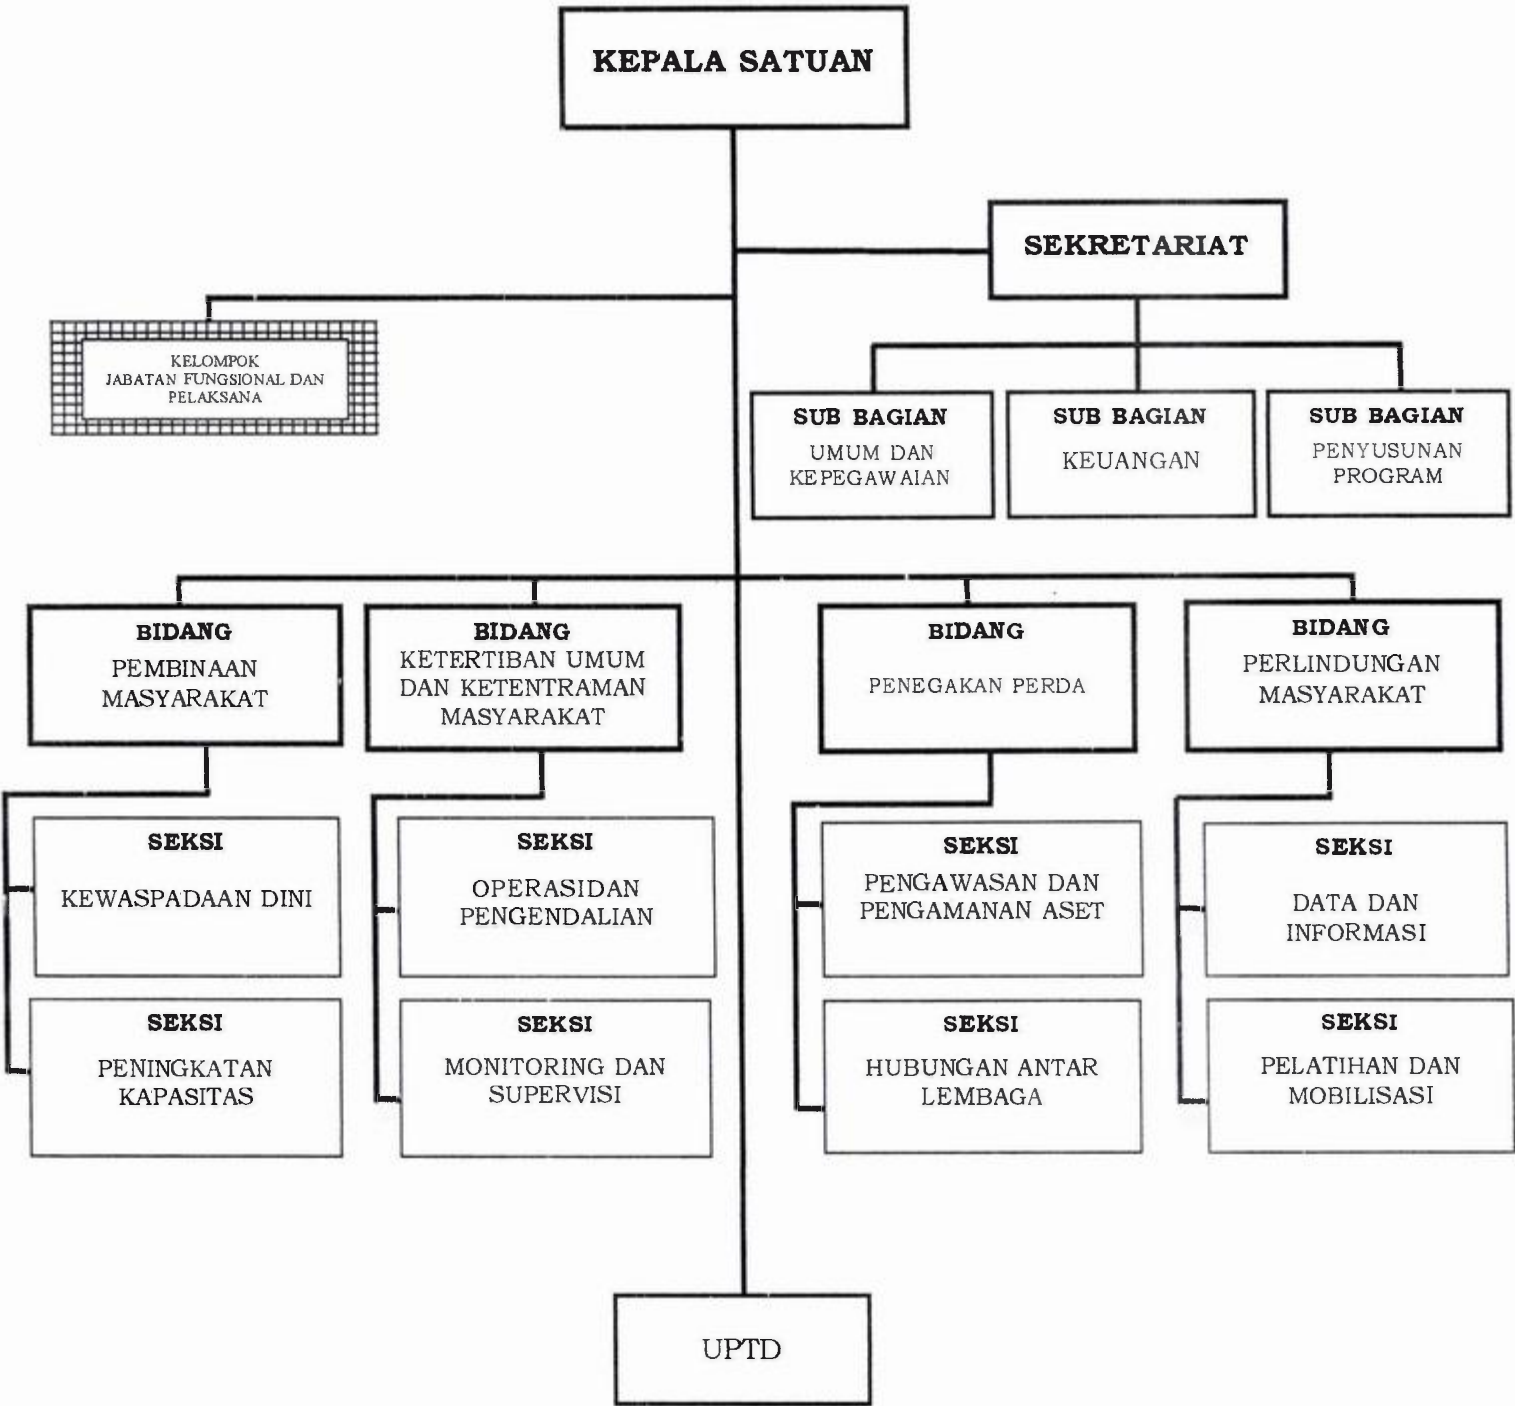 KEPALA SATUAN
SEKRETARIAT
KELOMPOK
JABATAN FUNGSIONAL DAN
PELAKSANA
SUB BAGIAN
UMUM DAN
KEPEGAWAIAN
SUB BAGIAN
KEUANGAN
SUB BAGIAN
PENYUSUNAN
PROGRAM
BIDANG
PEMBINAAN
MASYARAKAT
BIDANG
KETERTIBAN UMUM
DAN KETENTRAMAN
MASYARAKAT
BIDANG
PENEGAKAN PERDA
BIDANG
PERLINDUNGAN
MASYARAKAT
SEKSI
KEWASPADAAN DINI
SEKSI
OPERASIDAN
PENGENDALIAN
SEKSI
PENGAWASAN DAN
PENGAMANAN ASET
SEKSI
DATA DAN
INFORMASI
SEKSI
PENINGKATAN
KAPASITAS
SEKSI
MONITORING DAN
SUPERVISI
SEKSI
HUBUNGAN ANTAR
LEMBAGA
SEKSI
PELATIHAN DAN
MOBILISASI
UPTD